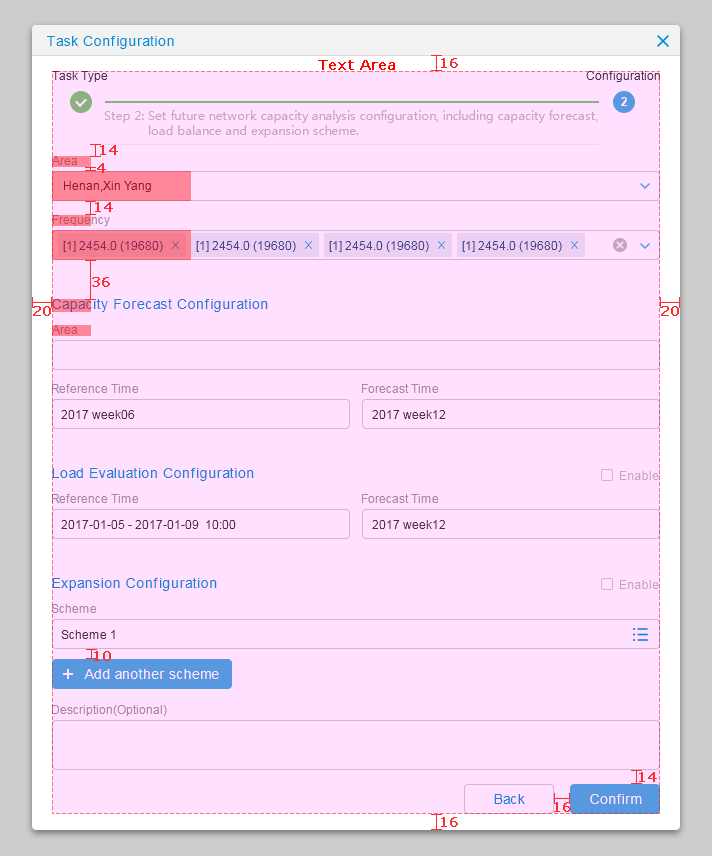 Task Configuration
Text Area
16
Task Type
Configuration
2
Step 2: Set future network capacity analysis configuration, including capacity forecast,
load balance and expansion scheme.
14
Area
4
Henan,Xin Yang
14
Frequency
[1] 2454.0 (19680) X [1] 2454.0 (19680) X [1] 2454.0 (19680) X [1] 2454.0 (19680) X
36
Capacity Forecast Configuration
20
20
Area
Reference Time
Forecast Time
2017 week06
2017 week12
Load Evaluation Configuration
Enable
Reference Time
Forecast Time
2017-01-05 - 2017-01-09 10:00
2017 week12
Expansion Configuration
Enable
Scheme
Scheme 1
10
+ Add another scheme
Description(Optional)
14
Back
16
Confirm
16